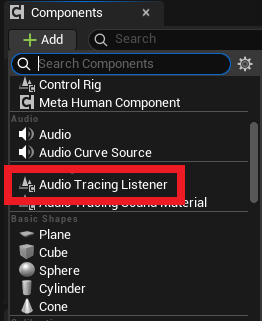 Components
Add
Search
Search Components
Control Rig
Meta Human Component
Audio
Audio
Audio Curve Source
Audio Tracing Listener
Audio Tracing Sound Material
Basic Shapes
Plane
Cube
Sphere
Cylinder
Cone